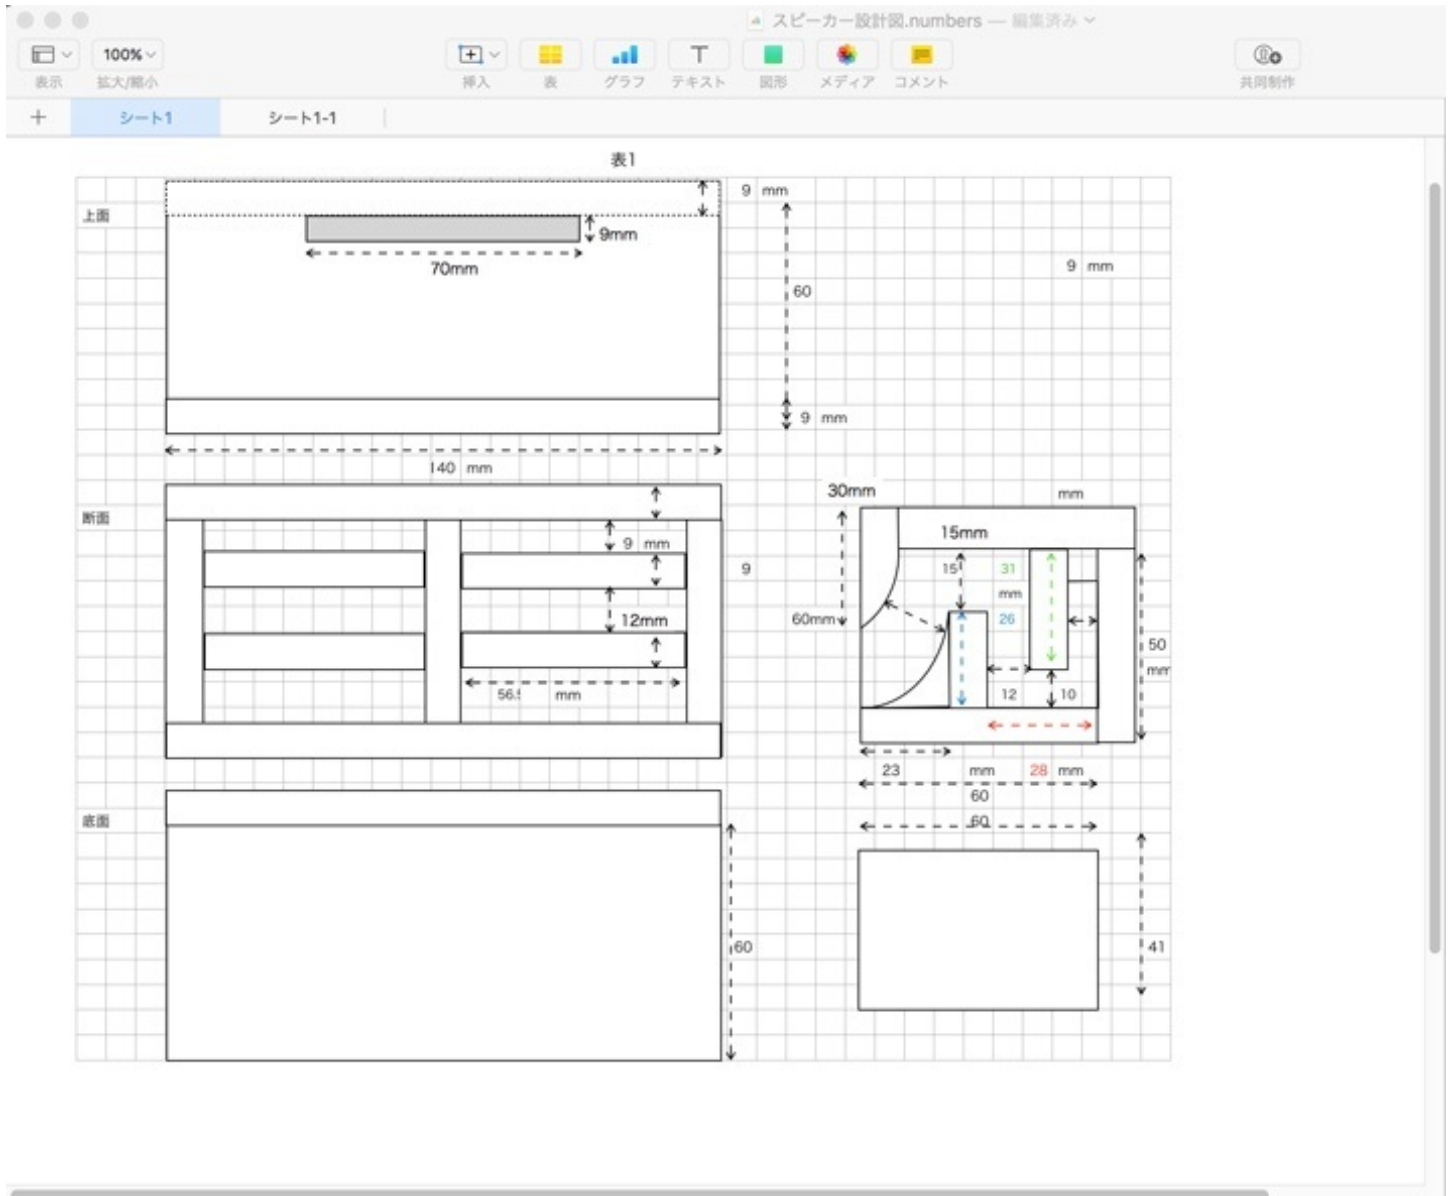 スピーカー設計図.numbers — 編集済み
100%
表示
拡大/縮小
挿入
表
グラフ
テキスト
図形
メディア
コメント
共同制作
シート1
シート1-1
表1
上面
9 mm
9mm
70mm
60
9 mm
9 mm
140 mm
断面
30mm
mm
15mm
9 mm
9
15
31
mm
26
12mm
60mm
50
mm
56.5
mm
12
10
23
mm
28 mm
60
60
底面
60
41